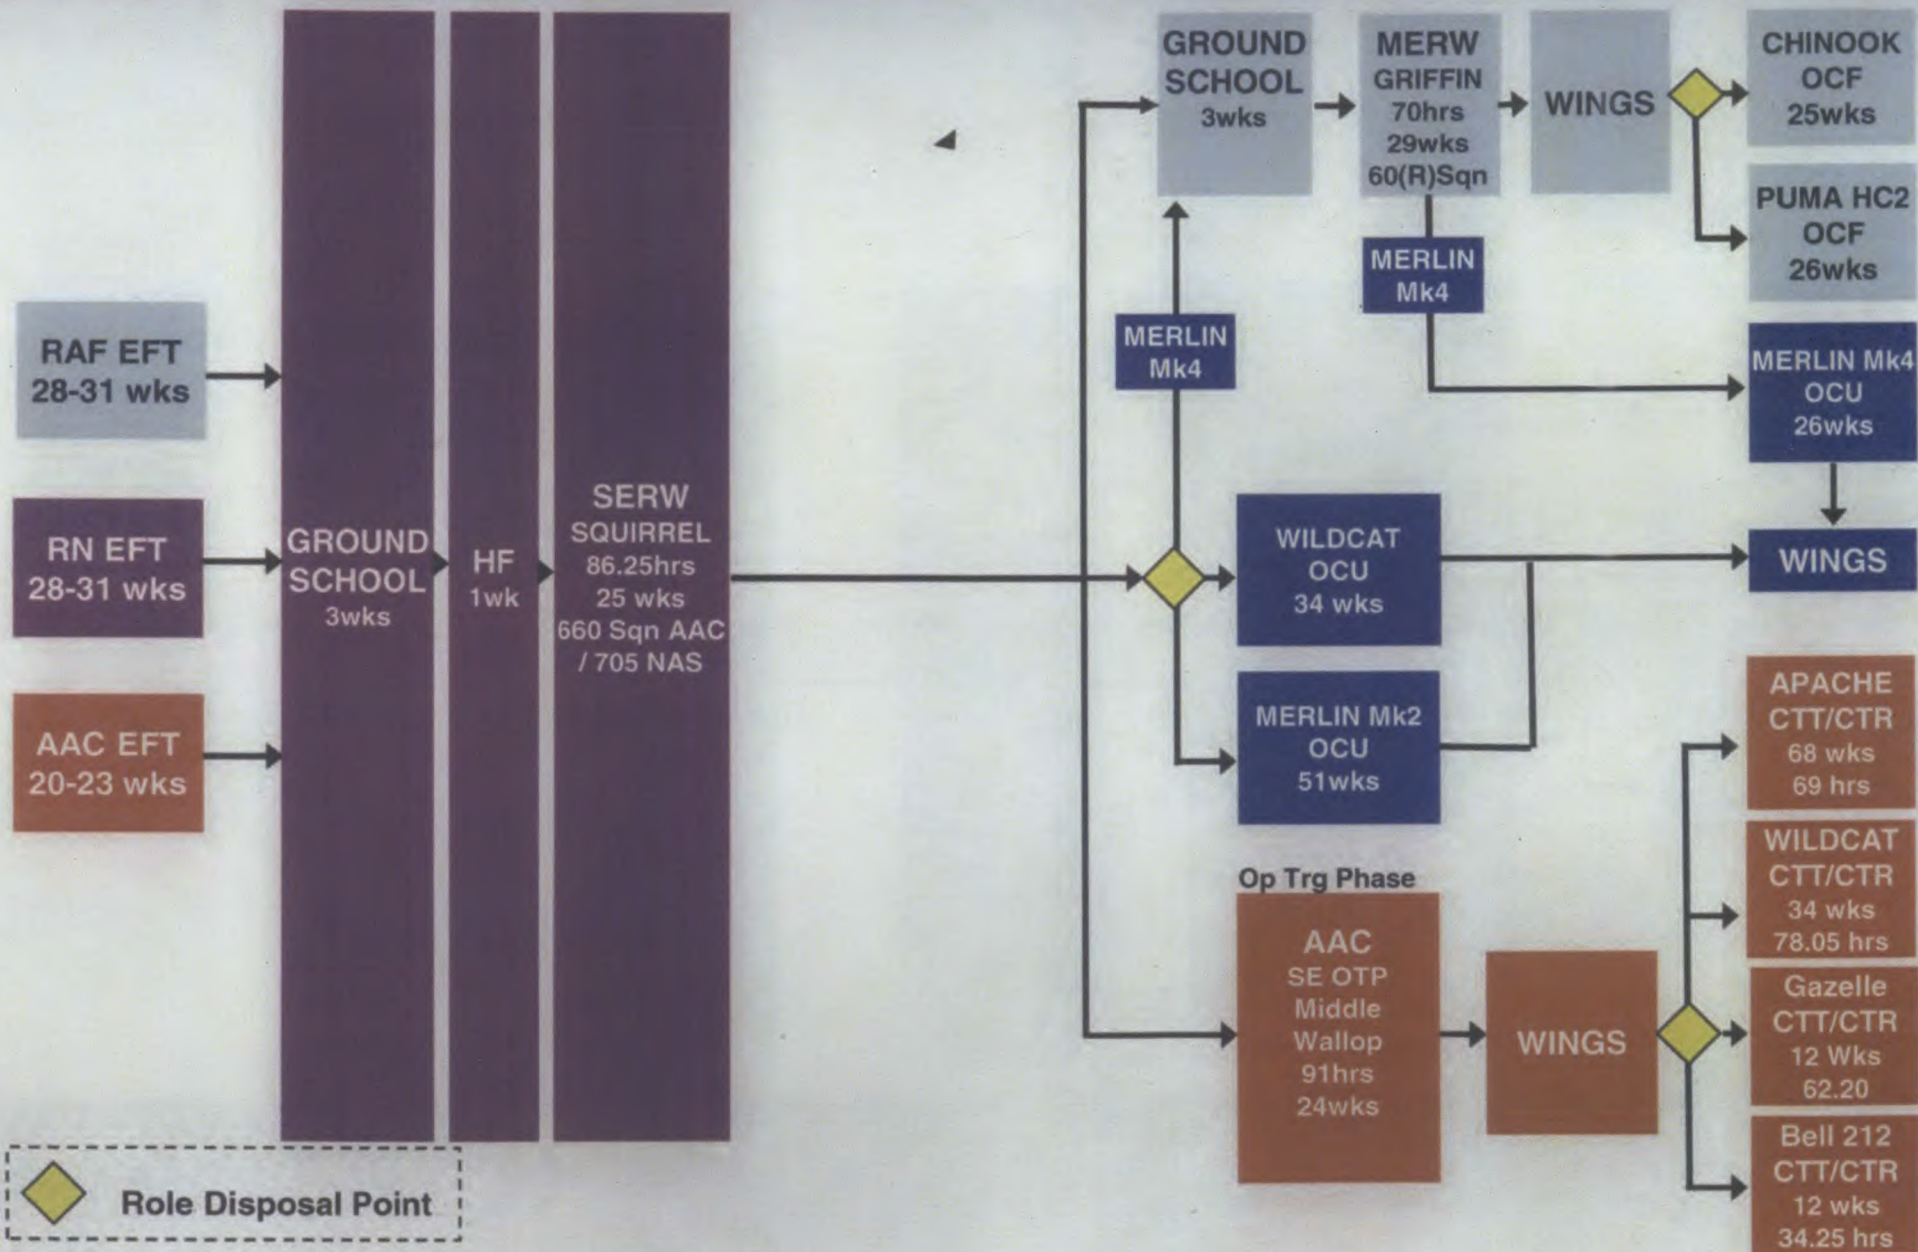 RAF EFT
28-31 wks
RN EFT
28-31 wks
AAC EFT
20-23 wks
GROUND
SCHOOL
3wks
HF
1wk
SERW
SQUIRREL
86.25hrs
25 wks
660 Sqn AAC
/ 705 NAS
GROUND
SCHOOL
3wks
MERW
GRIFFIN
70hrs
29wks
60(R)Sqn
WINGS
CHINOOK
OCF
25wks
PUMA HC2
OCF
26wks
MERLIN
Mk4
MERLIN
Mk4
MERLIN Mk4
OCU
26wks
WILDCAT
OCU
34 wks
WINGS
MERLIN Mk2
OCU
51wks
Op Trg Phase
AAC
SE OTP
Middle
Wallop
91hrs
24wks
WINGS
APACHE
CTT/CTR
68 wks
69 hrs
WILDCAT
CTT/CTR
34 wks
78.05 hrs
Gazelle
CTT/CTR
12 Wks
62.20
Bell 212
CTT/CTR
12 wks
34.25 hrs
Role Disposal Point